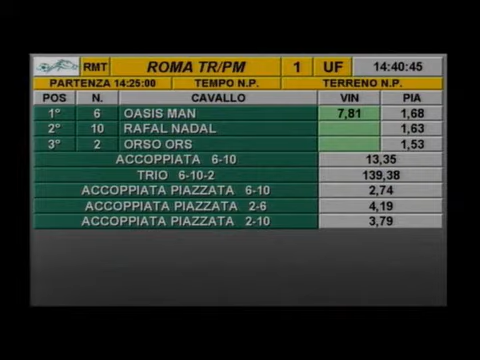 RMT ROMA TR/PM 1 UF 14:40:45
PARTENZA 14:25:00 TEMPO N.P. TERRENO N.P.
POS N. CAVALLO VIN PIA
1° 6 OASIS MAN 7,81 1,68
2° 10 RAFAL NADAL 1,63
3° 2 ORSO ORS 1,53
ACCOPPIATA 6-10 13,35
TRIO 6-10-2 139,38
ACCOPPIATA PIAZZATA 6-10 2,74
ACCOPPIATA PIAZZATA 2-6 4,19
ACCOPPIATA PIAZZATA 2-10 3,79